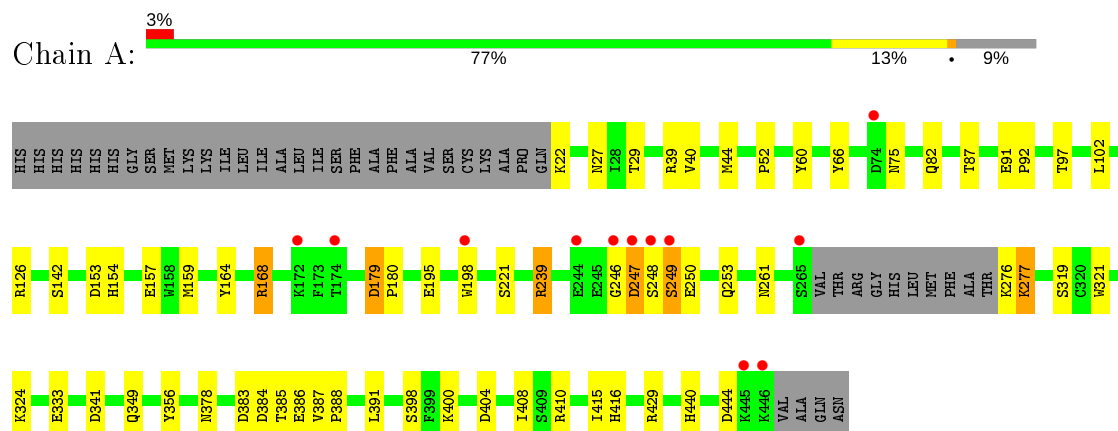 3%
Chain A:
77% 13% • 9%
HIS HIS HIS HIS HIS HIS GLY SER MET LYS LYS ILE LEU ILE ALA LEU ILE SER PHE ALA PHE ALA VAL SER CYS LYS ALA PRO GLN K22 N27 I28 T29 R39 V40 M44 P52 Y60 Y66 D74 N75 Q82 T87 E91 P92 T97 L102
R126 S142 D153 H154 E157 W158 M159 Y164 R168 K172 F173 T174 D179 P180 E195 W198 S221 R239 E244 E245 G246 D247 S248 S249 E250 Q253 N261 S265 VAL THR ARG GLY HIS LEU MET PHE ALA THR K276 K277 S319 C320 W321
K324 E333 D341 Q349 Y356 N378 D383 D384 T385 E386 V387 P388 L391 S398 F399 K400 D404 I408 S409 R410 I415 H416 R429 H440 D444 K445 K446 VAL ALA GLN ASN